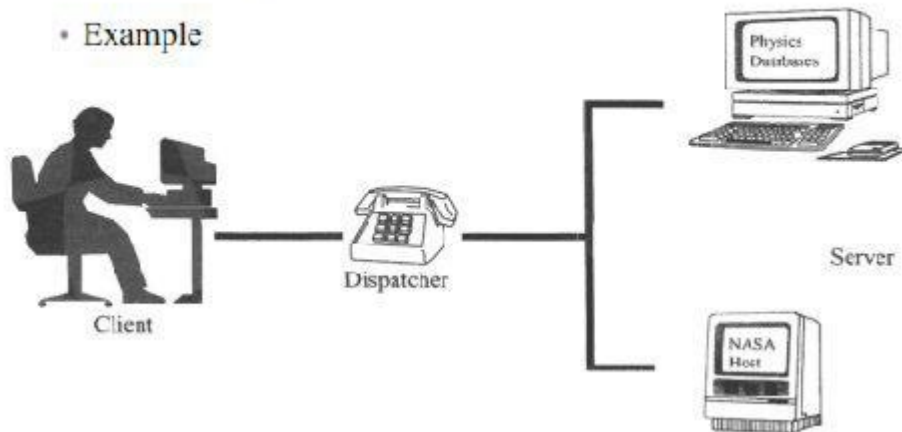 • Example
Physics
Databases
Dispatcher
Server
Client
NASA
Host